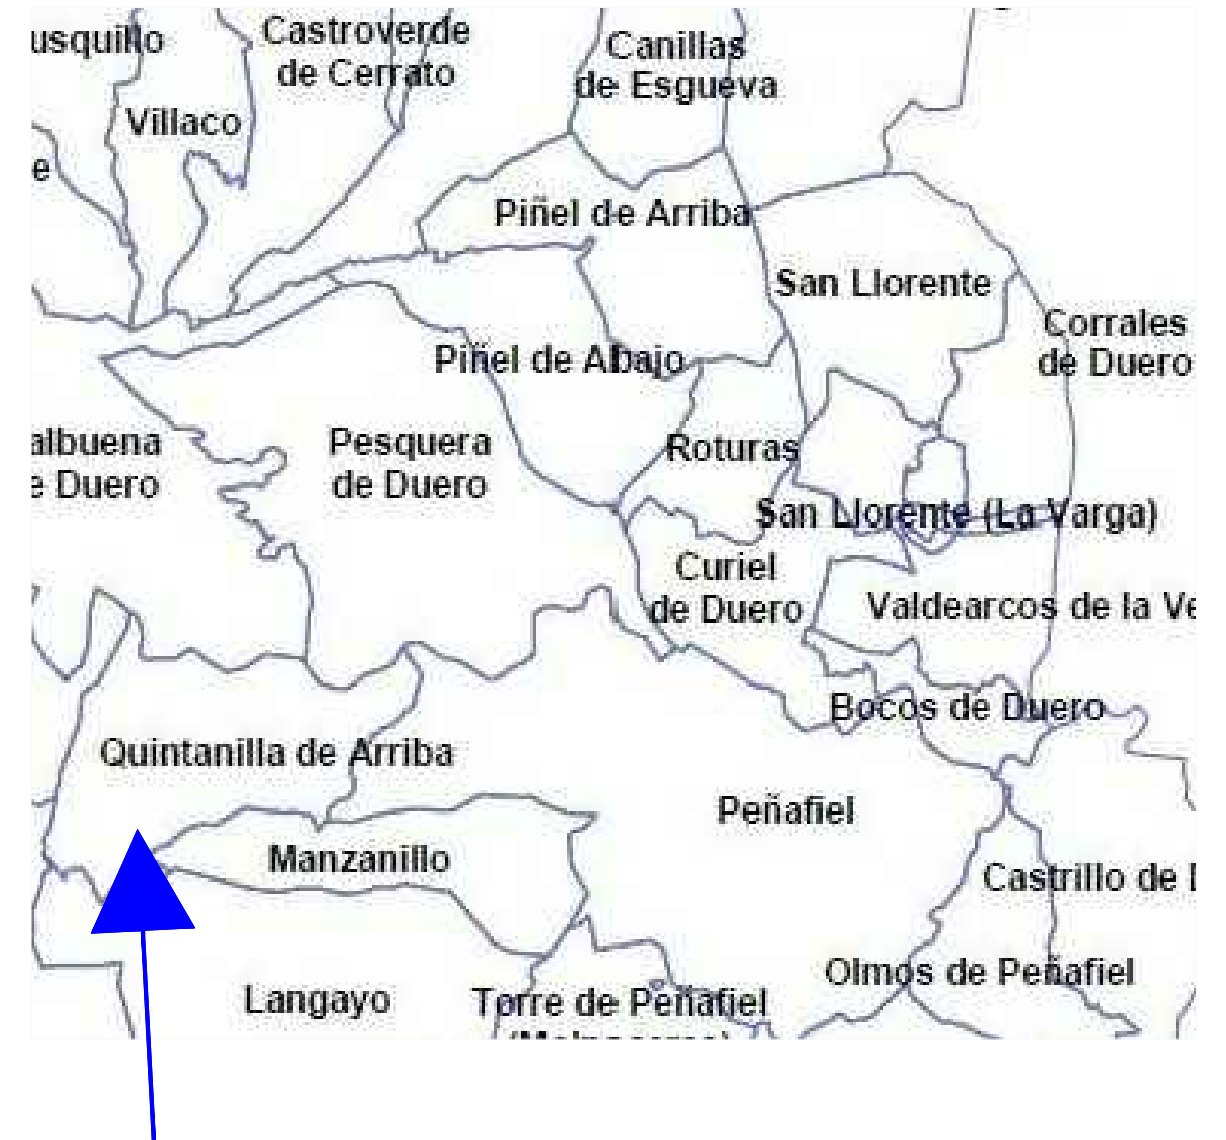 usquillo
Castroverde
de Cerrato
Canillas
de Esgueva
Villaco
e
Piñel de Arriba
San Llorente
Corrales
de Duero
Piñel de Abajo
albuena
e Duero
Pesquera
de Duero
Roturas
San Llorente (La Varga)
Curiel
de Duero
Valdearcos de la Ve
Bocos de Duero
Quintanilla de Arriba
Peñafiel
Manzanillo
Castrillo de
Olmos de Peñafiel
Langayo
Torre de Peñafiel